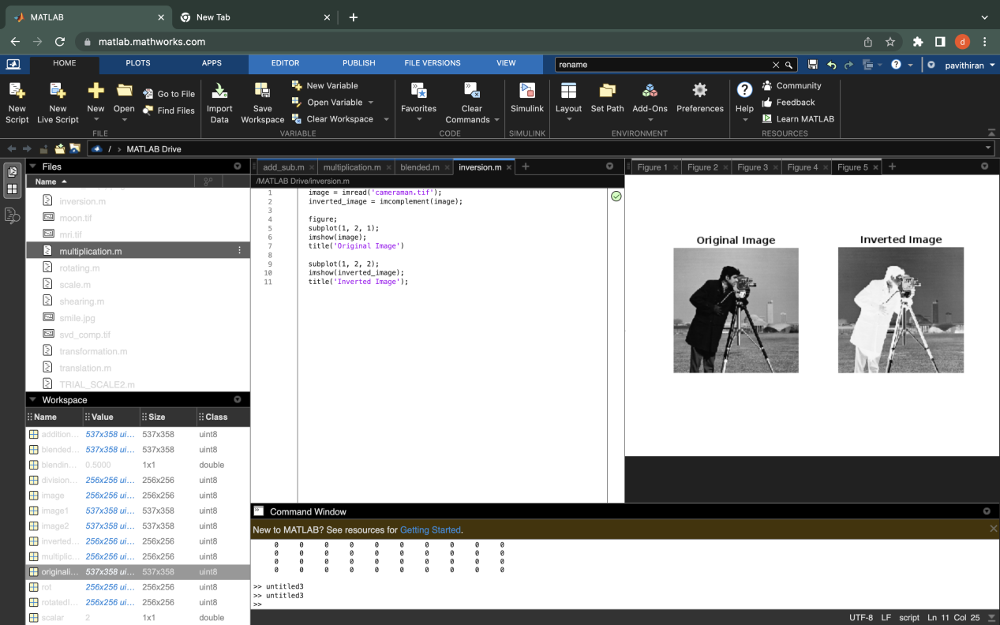 MATLAB
New Tab
matlab.mathworks.com
d
HOME PLOTS APPS EDITOR PUBLISH FILE VERSIONS VIEW
rename
pavithiran
New Script
New Live Script
New
Open
Go to File
Find Files
FILE
Import Data
Save Workspace
New Variable
Open Variable
Clear Workspace
VARIABLE
Favorites
Clear Commands
CODE
Simulink
SIMULINK
Layout
Set Path
Add-Ons
Preferences
ENVIRONMENT
Help
Community
Feedback
Learn MATLAB
RESOURCES
/ > MATLAB Drive
Files
Name
inversion.m
moon.tif
mri.tif
multiplication.m
rotating.m
scale.m
shearing.m
smile.jpg
svd_comp.tif
transformation.m
translation.m
TRIAL_SCALE2.m
Workspace
Name Value Size Class
addition... 537x358 ui... 537x358 uint8
blended... 537x358 ui... 537x358 uint8
blendin... 0.5000 1x1 double
division... 256x256 ui... 256x256 uint8
image 256x256 ui... 256x256 uint8
image1 537x358 ui... 537x358 uint8
image2 537x358 ui... 537x358 uint8
inverted... 256x256 ui... 256x256 uint8
multiplic... 256x256 ui... 256x256 uint8
originali... 537x358 ui... 537x358 uint8
rot 256x256 ui... 256x256 uint8
rotatedI... 256x256 ui... 256x256 uint8
scalar 2 1x1 double
add_sub.m multiplication.m blended.m inversion.m
/MATLAB Drive/inversion.m
1 image = imread('cameraman.tif');
2 inverted_image = imcomplement(image);
3
4 figure;
5 subplot(1, 2, 1);
6 imshow(image);
7 title('Original Image')
8
9 subplot(1, 2, 2);
10 imshow(inverted_image);
11 title('Inverted Image');
Figure 1 Figure 2 Figure 3 Figure 4 Figure 5
Original Image
Inverted Image
Command Window
New to MATLAB? See resources for Getting Started.
0 0 0 0 0 0 0 0 0 0
0 0 0 0 0 0 0 0 0 0
0 0 0 0 0 0 0 0 0 0
0 0 0 0 0 0 0 0 0 0
>> untitled3
>> untitled3
>>
UTF-8 LF script Ln 11 Col 25